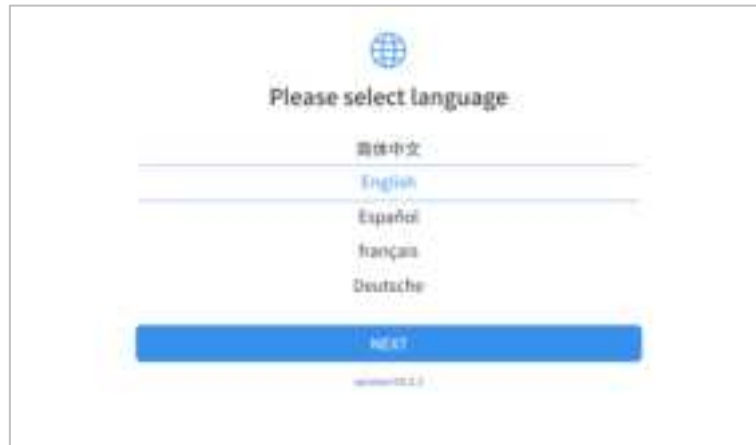 Please select language
简体中文
English
Español
français
Deutsche
NEXT